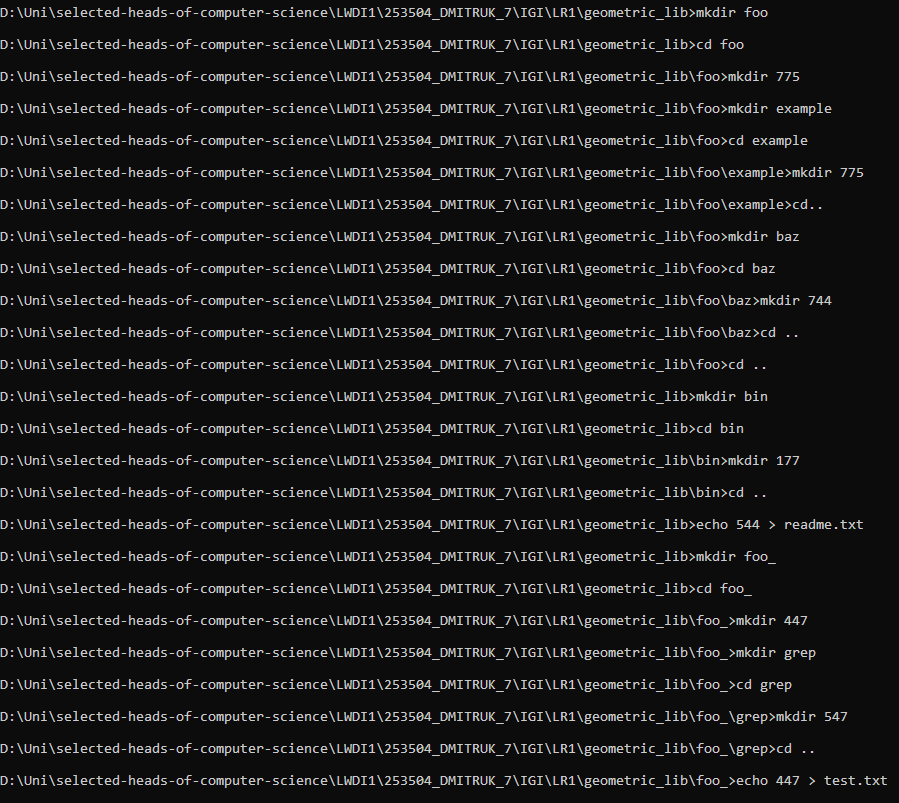 D:\Uni\selected-heads-of-computer-science\LWDI1\253504_DMITRUK_7\IGI\LR1\geometric_lib>mkdir foo
D:\Uni\selected-heads-of-computer-science\LWDI1\253504_DMITRUK_7\IGI\LR1\geometric_lib>cd foo
D:\Uni\selected-heads-of-computer-science\LWDI1\253504_DMITRUK_7\IGI\LR1\geometric_lib\foo>mkdir 775
D:\Uni\selected-heads-of-computer-science\LWDI1\253504_DMITRUK_7\IGI\LR1\geometric_lib\foo>mkdir example
D:\Uni\selected-heads-of-computer-science\LWDI1\253504_DMITRUK_7\IGI\LR1\geometric_lib\foo>cd example
D:\Uni\selected-heads-of-computer-science\LWDI1\253504_DMITRUK_7\IGI\LR1\geometric_lib\foo\example>mkdir 775
D:\Uni\selected-heads-of-computer-science\LWDI1\253504_DMITRUK_7\IGI\LR1\geometric_lib\foo\example>cd..
D:\Uni\selected-heads-of-computer-science\LWDI1\253504_DMITRUK_7\IGI\LR1\geometric_lib\foo>mkdir baz
D:\Uni\selected-heads-of-computer-science\LWDI1\253504_DMITRUK_7\IGI\LR1\geometric_lib\foo>cd baz
D:\Uni\selected-heads-of-computer-science\LWDI1\253504_DMITRUK_7\IGI\LR1\geometric_lib\foo\baz>mkdir 744
D:\Uni\selected-heads-of-computer-science\LWDI1\253504_DMITRUK_7\IGI\LR1\geometric_lib\foo\baz>cd ..
D:\Uni\selected-heads-of-computer-science\LWDI1\253504_DMITRUK_7\IGI\LR1\geometric_lib\foo>cd ..
D:\Uni\selected-heads-of-computer-science\LWDI1\253504_DMITRUK_7\IGI\LR1\geometric_lib>mkdir bin
D:\Uni\selected-heads-of-computer-science\LWDI1\253504_DMITRUK_7\IGI\LR1\geometric_lib>cd bin
D:\Uni\selected-heads-of-computer-science\LWDI1\253504_DMITRUK_7\IGI\LR1\geometric_lib\bin>mkdir 177
D:\Uni\selected-heads-of-computer-science\LWDI1\253504_DMITRUK_7\IGI\LR1\geometric_lib\bin>cd ..
D:\Uni\selected-heads-of-computer-science\LWDI1\253504_DMITRUK_7\IGI\LR1\geometric_lib>echo 544 > readme.txt
D:\Uni\selected-heads-of-computer-science\LWDI1\253504_DMITRUK_7\IGI\LR1\geometric_lib>mkdir foo_
D:\Uni\selected-heads-of-computer-science\LWDI1\253504_DMITRUK_7\IGI\LR1\geometric_lib>cd foo_
D:\Uni\selected-heads-of-computer-science\LWDI1\253504_DMITRUK_7\IGI\LR1\geometric_lib\foo_>mkdir 447
D:\Uni\selected-heads-of-computer-science\LWDI1\253504_DMITRUK_7\IGI\LR1\geometric_lib\foo_>mkdir grep
D:\Uni\selected-heads-of-computer-science\LWDI1\253504_DMITRUK_7\IGI\LR1\geometric_lib\foo_>cd grep
D:\Uni\selected-heads-of-computer-science\LWDI1\253504_DMITRUK_7\IGI\LR1\geometric_lib\foo_\grep>mkdir 547
D:\Uni\selected-heads-of-computer-science\LWDI1\253504_DMITRUK_7\IGI\LR1\geometric_lib\foo_\grep>cd ..
D:\Uni\selected-heads-of-computer-science\LWDI1\253504_DMITRUK_7\IGI\LR1\geometric_lib\foo_>echo 447 > test.txt